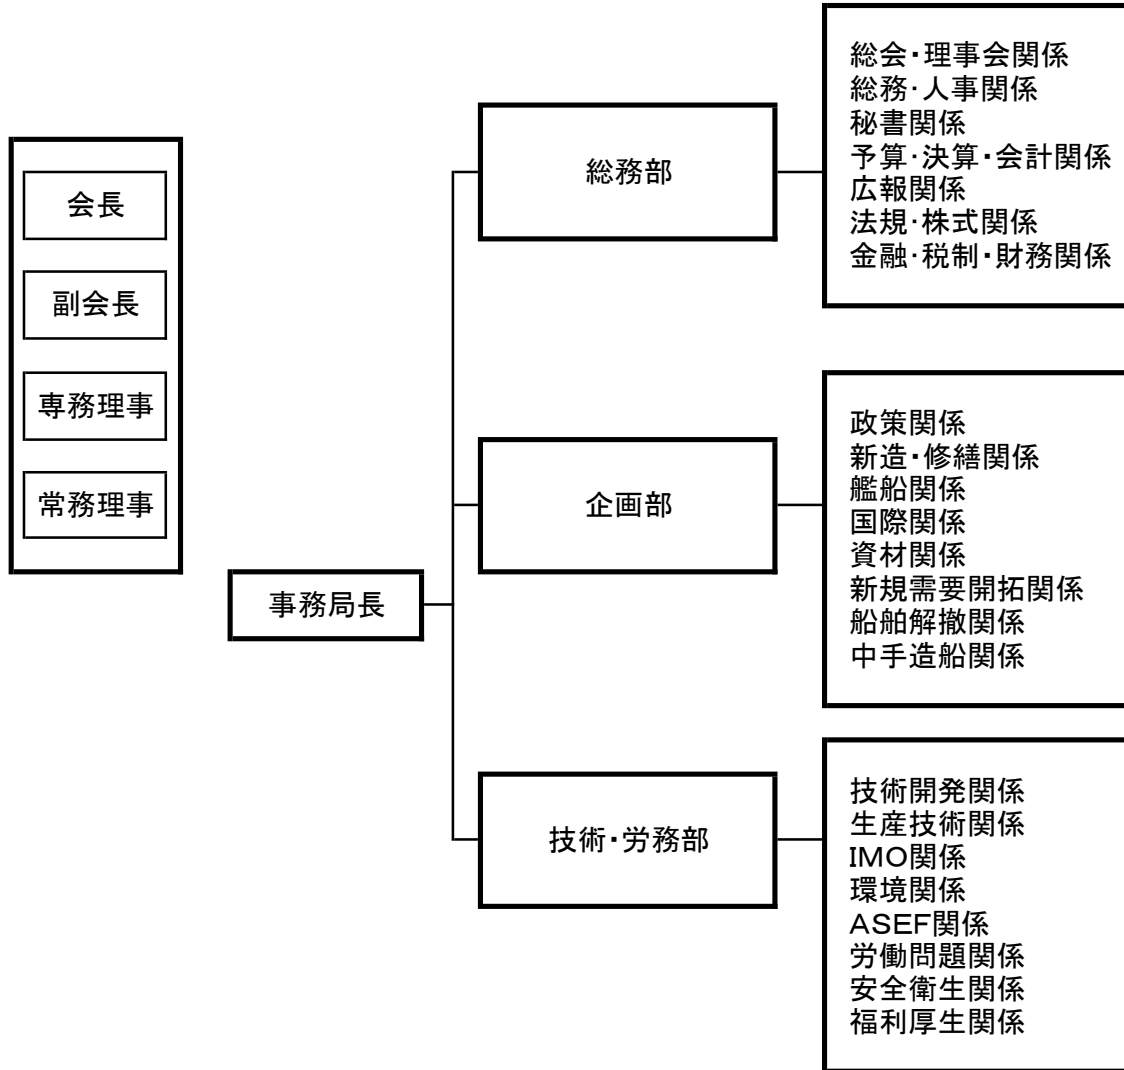 会長
副会長
専務理事
常務理事
事務局長
総務部
総会・理事会関係
総務・人事関係
秘書関係
予算・決算・会計関係
広報関係
法規・株式関係
金融・税制・財務関係
企画部
政策関係
新造・修繕関係
艦船関係
国際関係
資材関係
新規需要開拓関係
船舶解撤関係
中手造船関係
技術・労務部
技術開発関係
生産技術関係
IMO関係
環境関係
ASEF関係
労働問題関係
安全衛生関係
福利厚生関係